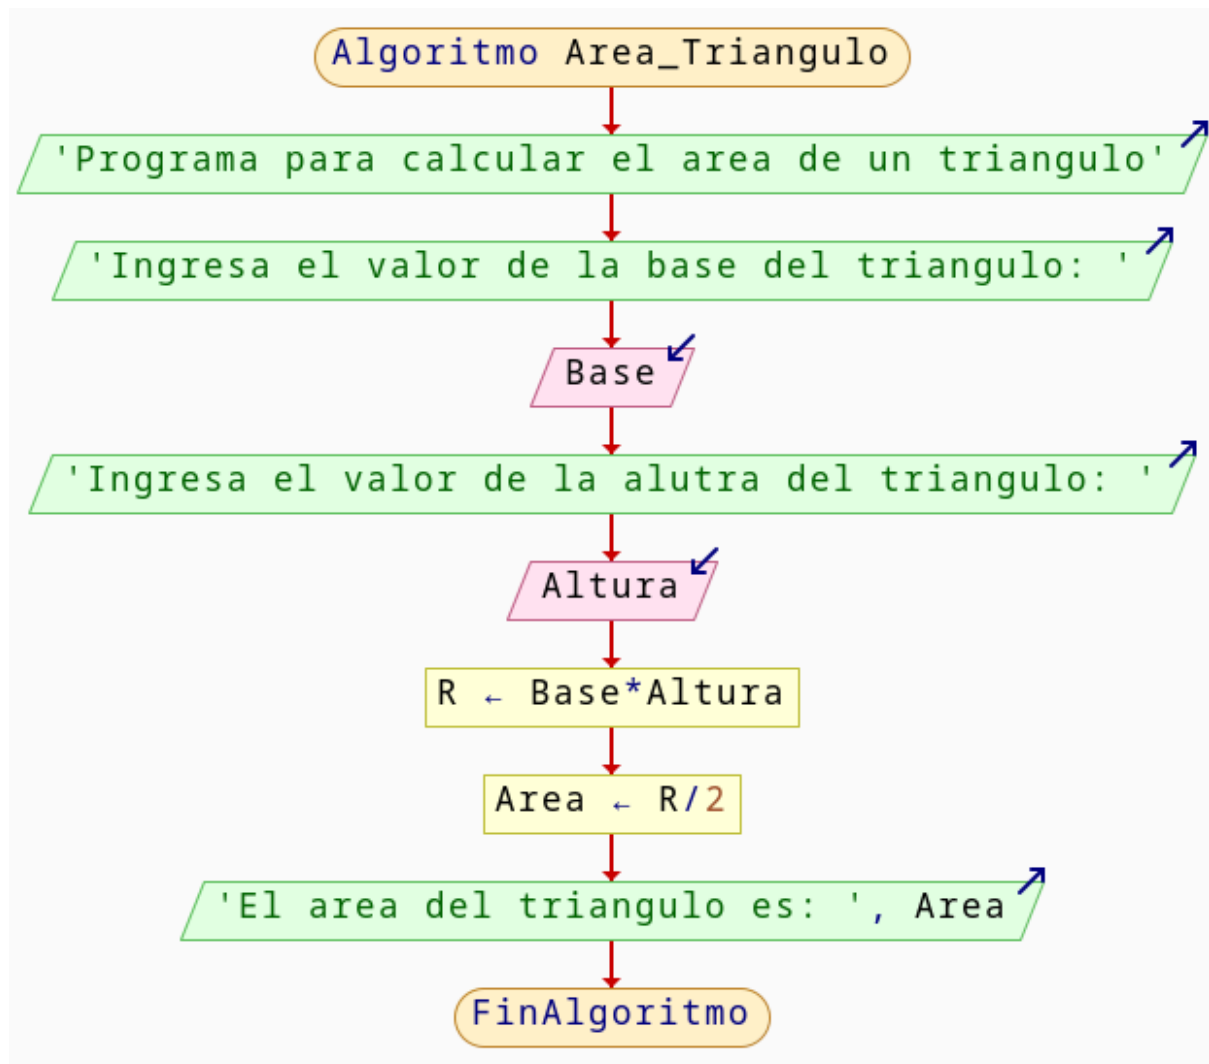 Algoritmo Area_Triangulo
'Programa para calcular el area de un triangulo'
'Ingresa el valor de la base del triangulo: '
Base
'Ingresa el valor de la alutra del triangulo: '
Altura
R ← Base*Altura
Area ← R/2
'El area del triangulo es: ', Area
FinAlgoritmo